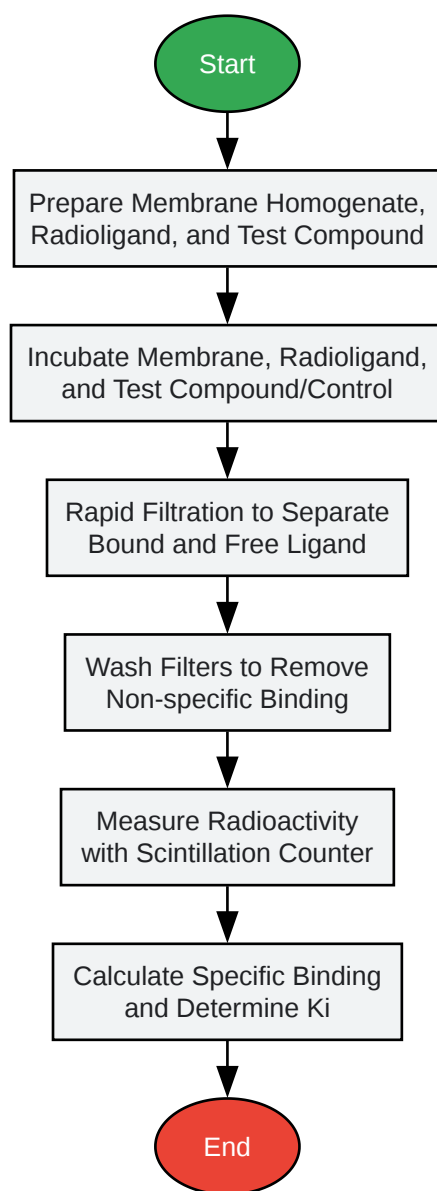 Start
Prepare Membrane Homogenate,
Radioligand, and Test Compound
Incubate Membrane, Radioligand,
and Test Compound/Control
Rapid Filtration to Separate
Bound and Free Ligand
Wash Filters to Remove
Non-specific Binding
Measure Radioactivity
with Scintillation Counter
Calculate Specific Binding
and Determine Ki
End